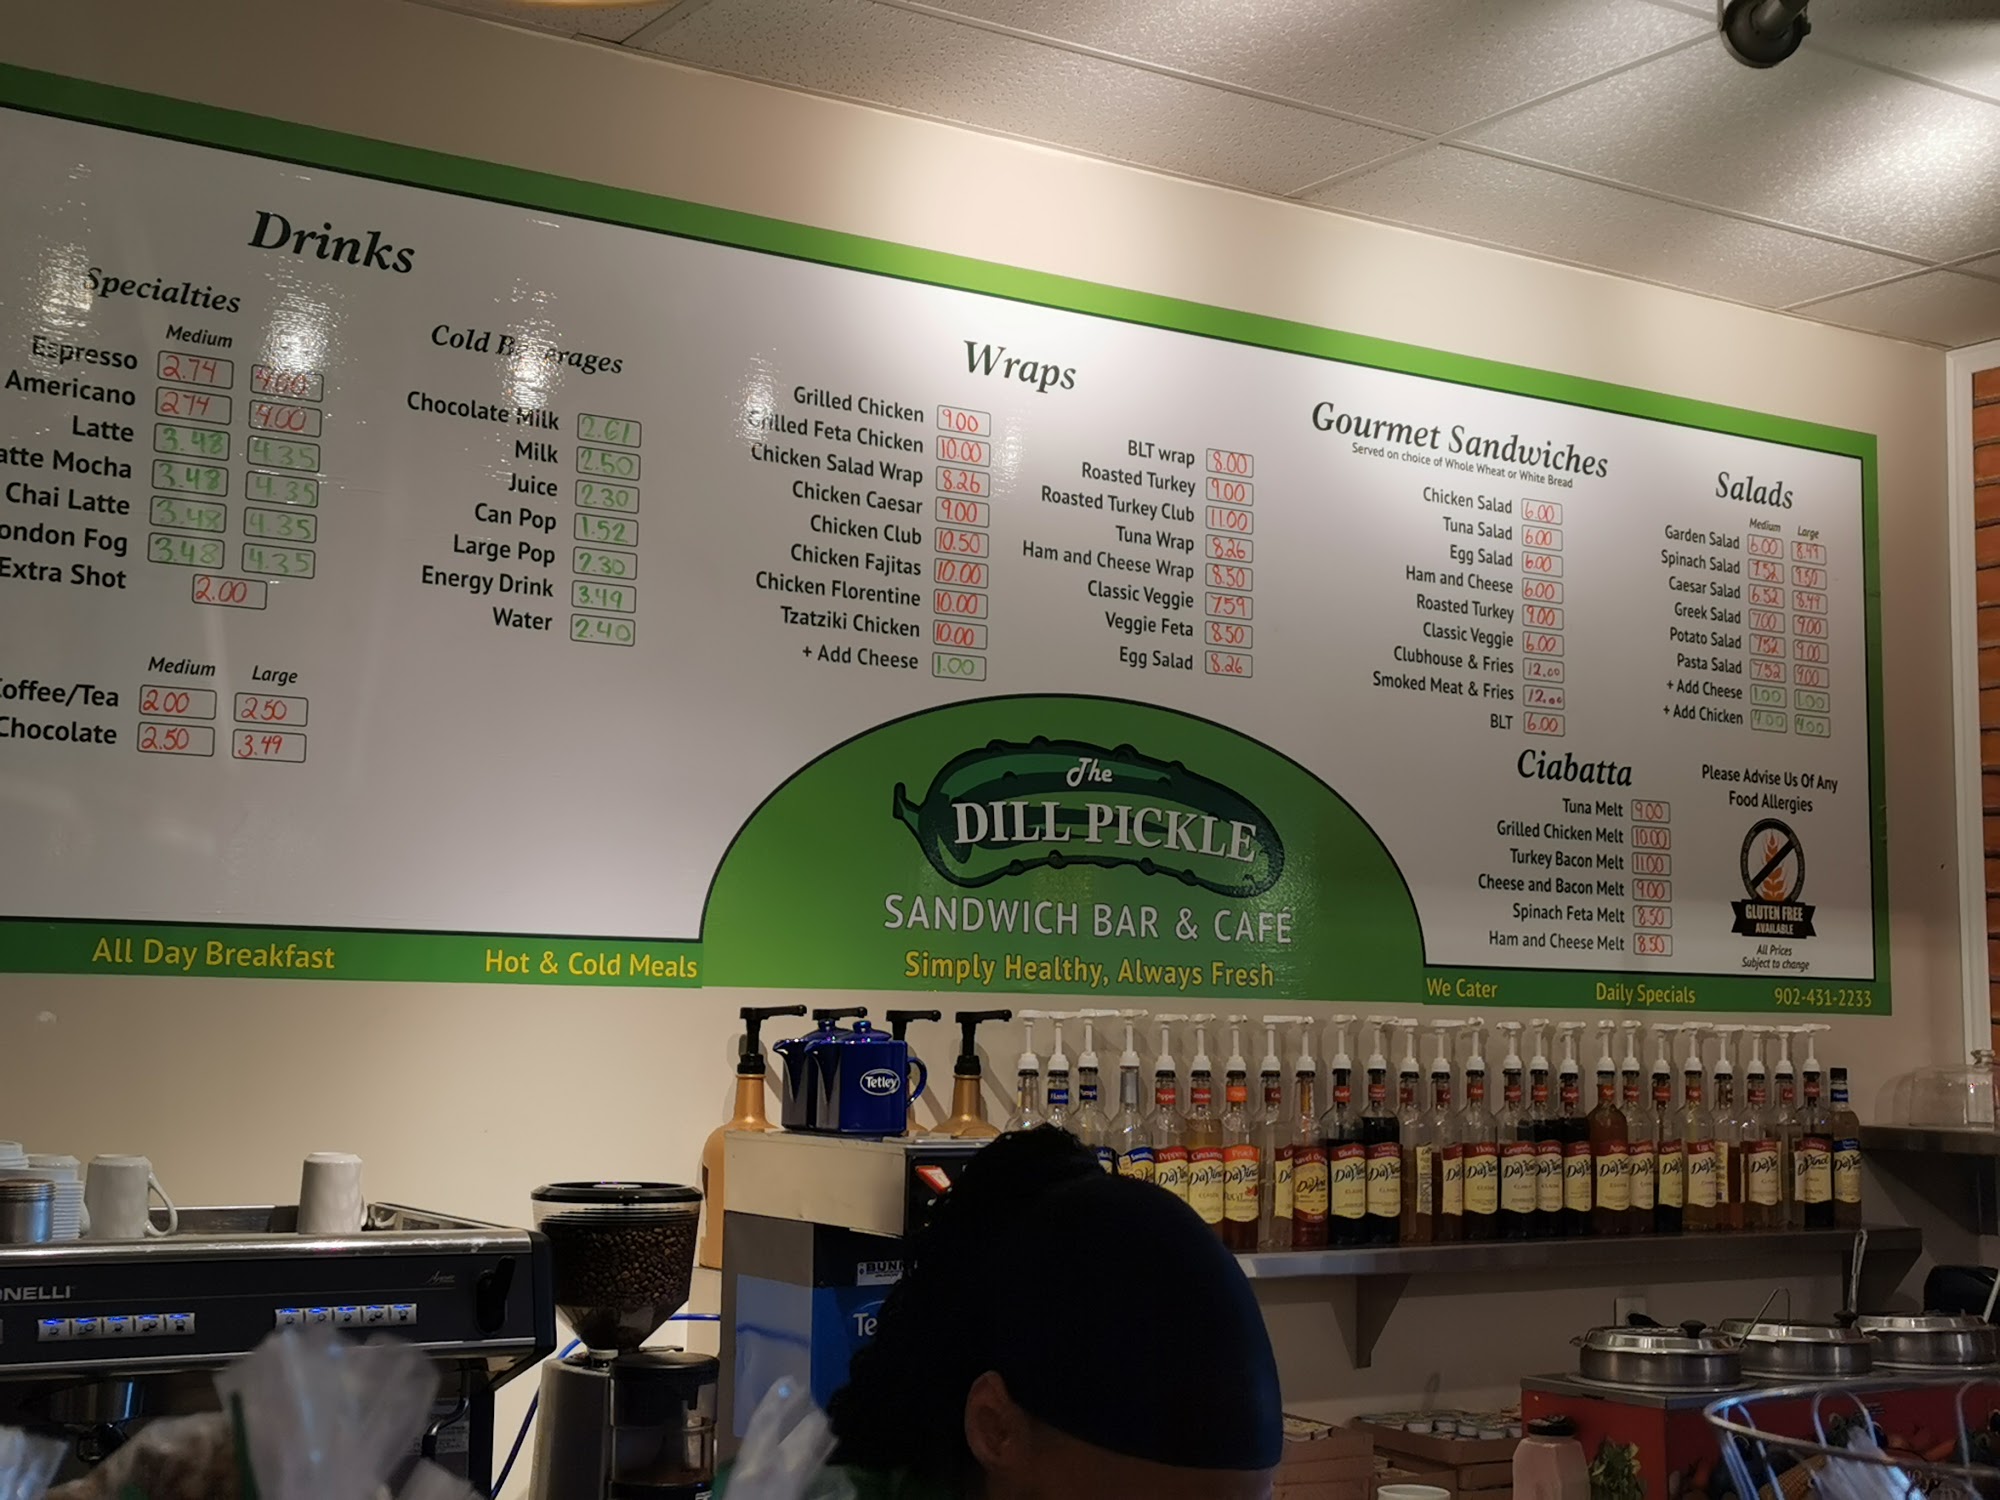 Drinks
Specialties
Medium
Espresso 2.74 4.00
Americano 2.74 4.00
Latte 3.48 4.35
atte Mocha 3.48 4.35
Chai Latte 3.48 4.35
ondon Fog 3.48 4.35
Extra Shot 2.00
Medium Large
offee/Tea 2.00 2.50
Chocolate 2.50 3.49
Cold Beverages
Chocolate Milk 2.61
Milk 2.50
Juice 2.30
Can Pop 1.52
Large Pop 2.30
Energy Drink 3.49
Water 2.40
Wraps
Grilled Chicken 9.00
Grilled Feta Chicken 10.00
Chicken Salad Wrap 8.26
Chicken Caesar 9.00
Chicken Club 10.50
Chicken Fajitas 10.00
Chicken Florentine 10.00
Tzatziki Chicken 10.00
+ Add Cheese 1.00
BLT wrap 8.00
Roasted Turkey 9.00
Roasted Turkey Club 11.00
Tuna Wrap 8.26
Ham and Cheese Wrap 8.50
Classic Veggie 7.59
Veggie Feta 8.50
Egg Salad 8.26
Gourmet Sandwiches
Served on choice of Whole Wheat or White Bread
Chicken Salad 6.00
Tuna Salad 6.00
Egg Salad 6.00
Ham and Cheese 6.00
Roasted Turkey 9.00
Classic Veggie 6.00
Clubhouse & Fries 12.00
Smoked Meat & Fries 12.00
BLT 6.00
Salads
Medium Large
Garden Salad 6.00 8.49
Spinach Salad 7.52 9.50
Caesar Salad 6.52 8.49
Greek Salad 7.00 9.00
Potato Salad 7.52 9.00
Pasta Salad 7.52 9.00
+ Add Cheese 1.00 1.00
+ Add Chicken 4.00 4.00
Ciabatta
Tuna Melt 9.00
Grilled Chicken Melt 10.00
Turkey Bacon Melt 11.00
Cheese and Bacon Melt 9.00
Spinach Feta Melt 8.50
Ham and Cheese Melt 8.50
Please Advise Us Of Any
Food Allergies
GLUTEN FREE
AVAILABLE
All Prices
Subject to change
The
DILL PICKLE
SANDWICH BAR & CAFÉ
Simply Healthy, Always Fresh
All Day Breakfast
Hot & Cold Meals
We Cater
Daily Specials
902-431-2233
Tetley
DaVinci
NELLI
BUNN
Te